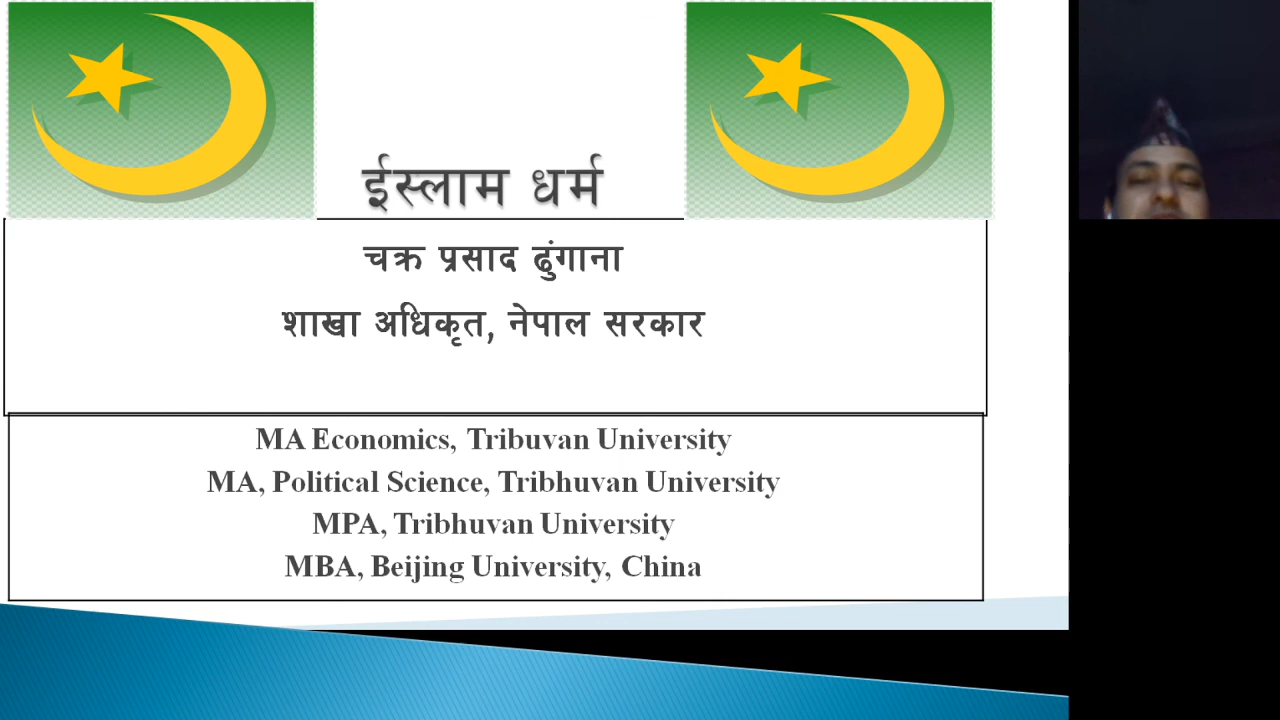 ईस्लाम धर्म
चक्र प्रसाद ढुंगाना
शाखा अधिकृत, नेपाल सरकार
MA Economics, Tribuvan University
MA, Political Science, Tribhuvan University
MPA, Tribhuvan University
MBA, Beijing University, China